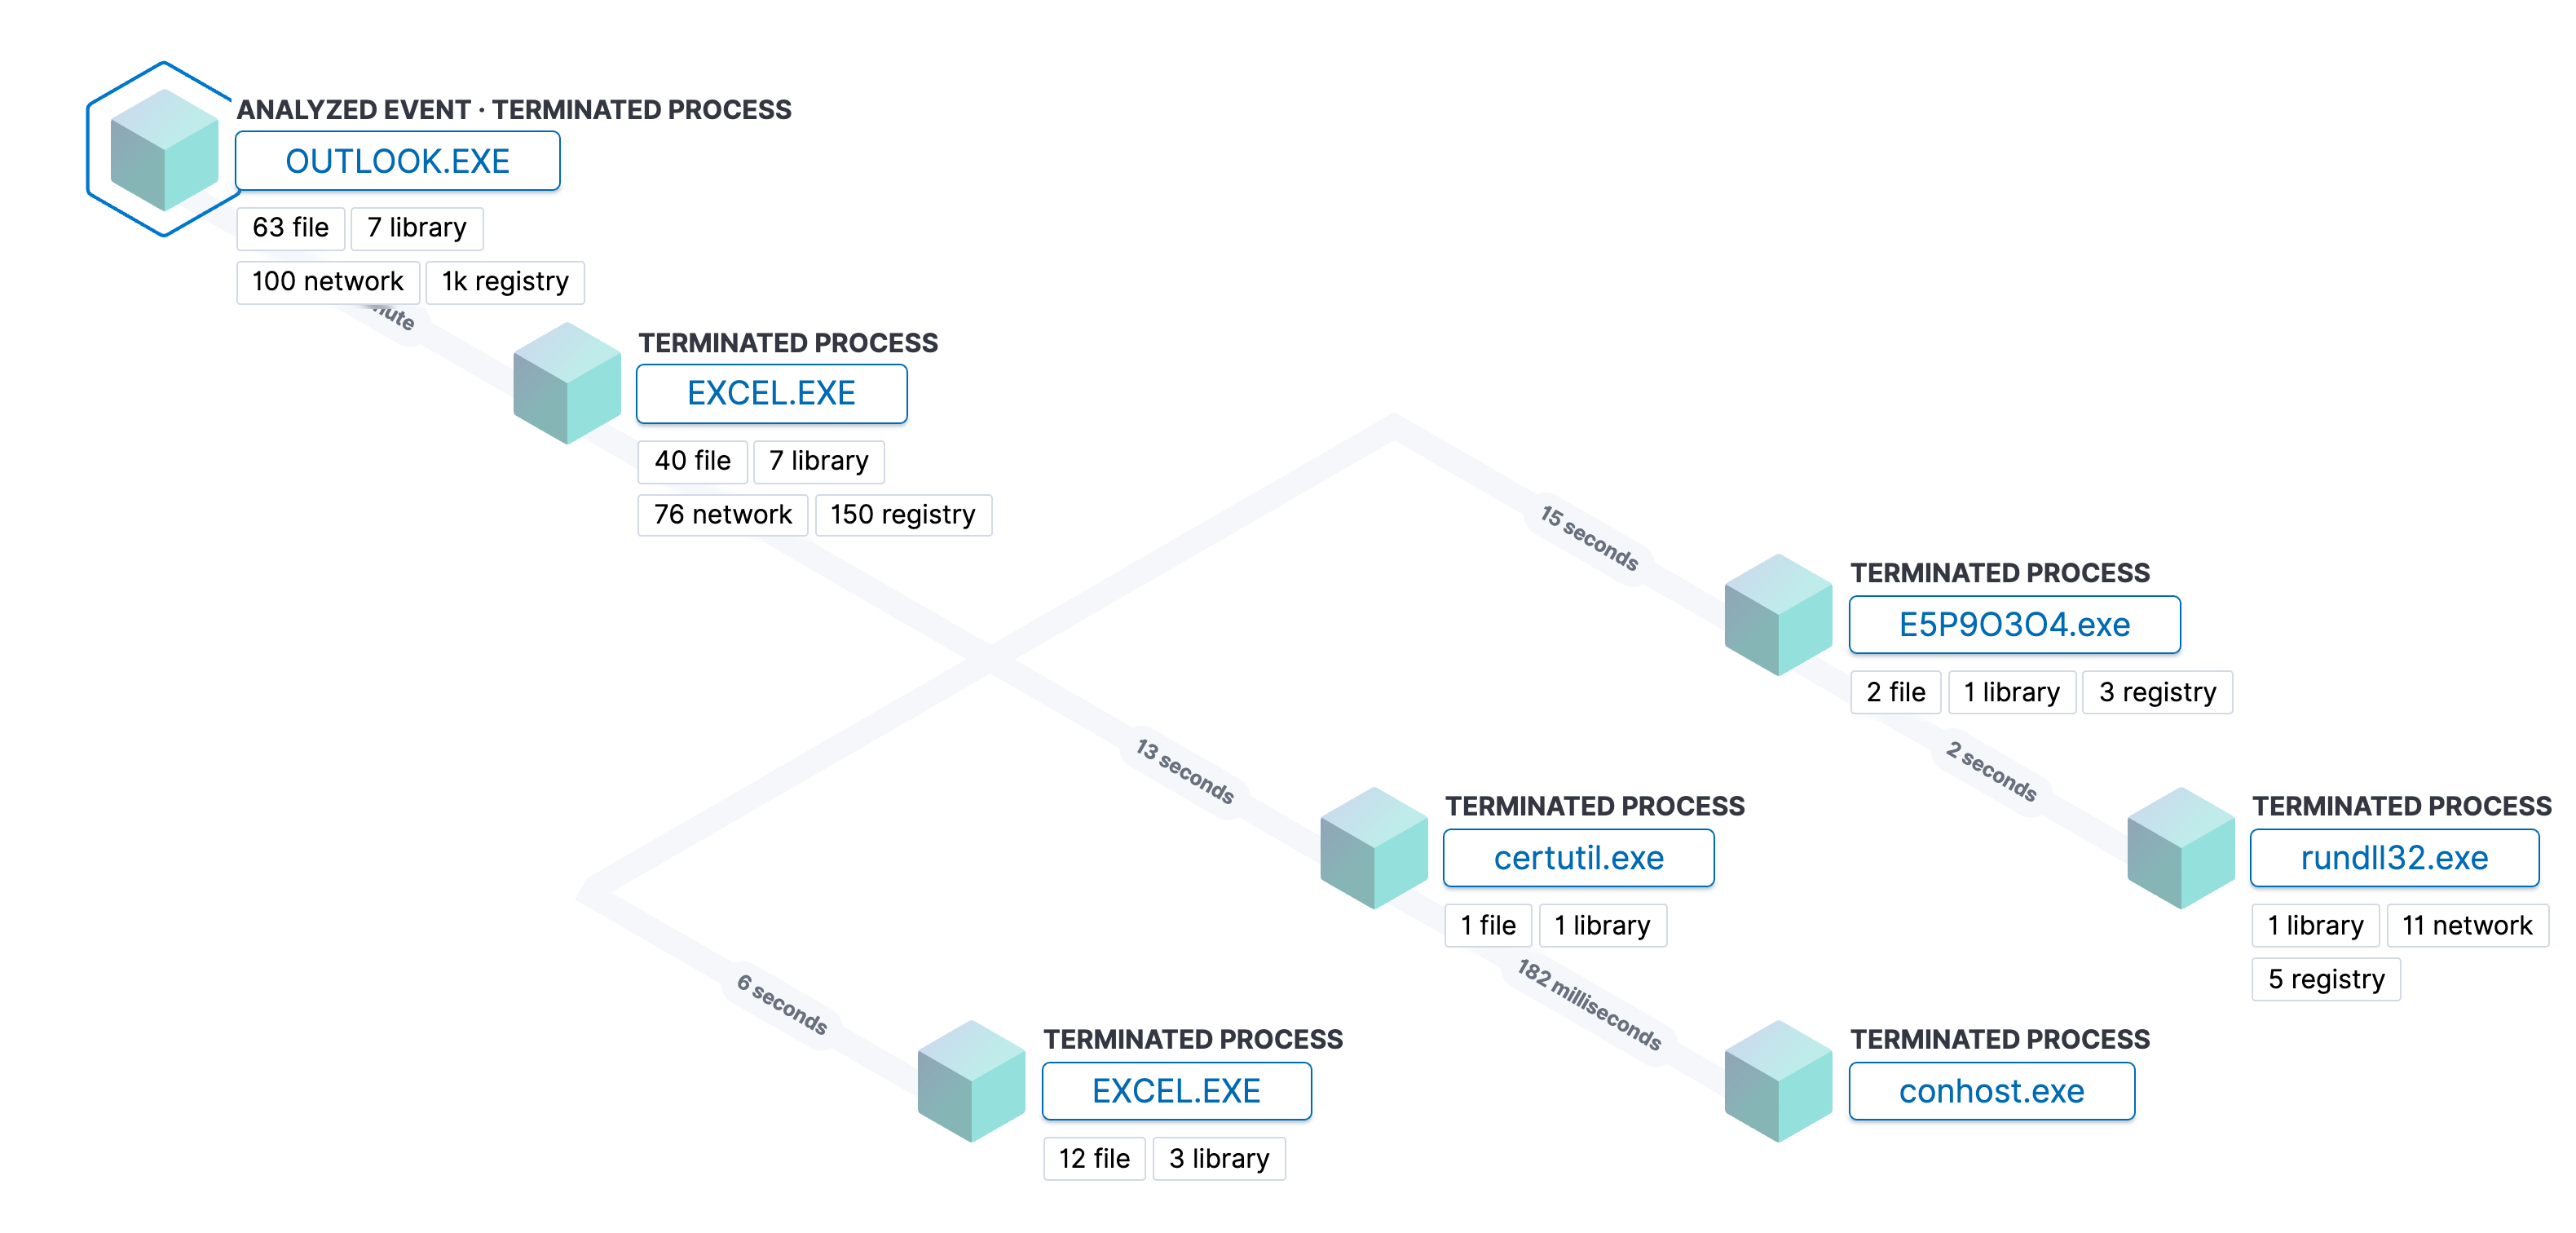 ANALYZED EVENT · TERMINATED PROCESS
OUTLOOK.EXE
63 file 7 library
100 network 1k registry
TERMINATED PROCESS
EXCEL.EXE
40 file 7 library
76 network 150 registry
15 seconds
TERMINATED PROCESS
E5P9O3O4.exe
2 file 1 library 3 registry
13 seconds
2 seconds
TERMINATED PROCESS
certutil.exe
1 file 1 library
TERMINATED PROCESS
rundll32.exe
1 library 11 network
5 registry
6 seconds
182 milliseconds
TERMINATED PROCESS
EXCEL.EXE
12 file 3 library
TERMINATED PROCESS
conhost.exe